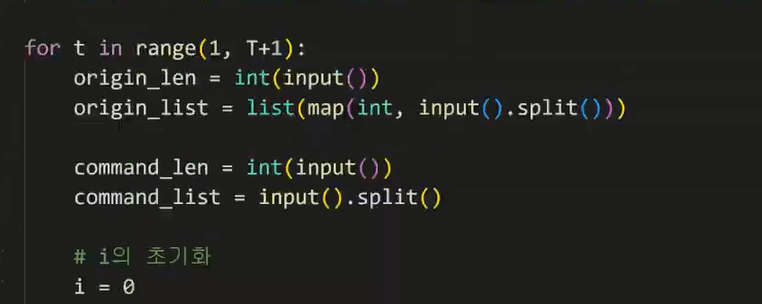 for t in range(1, T+1):
    origin_len = int(input())
    origin_list = list(map(int, input().split()))

    command_len = int(input())
    command_list = input().split()

    # i의 초기화
    i = 0